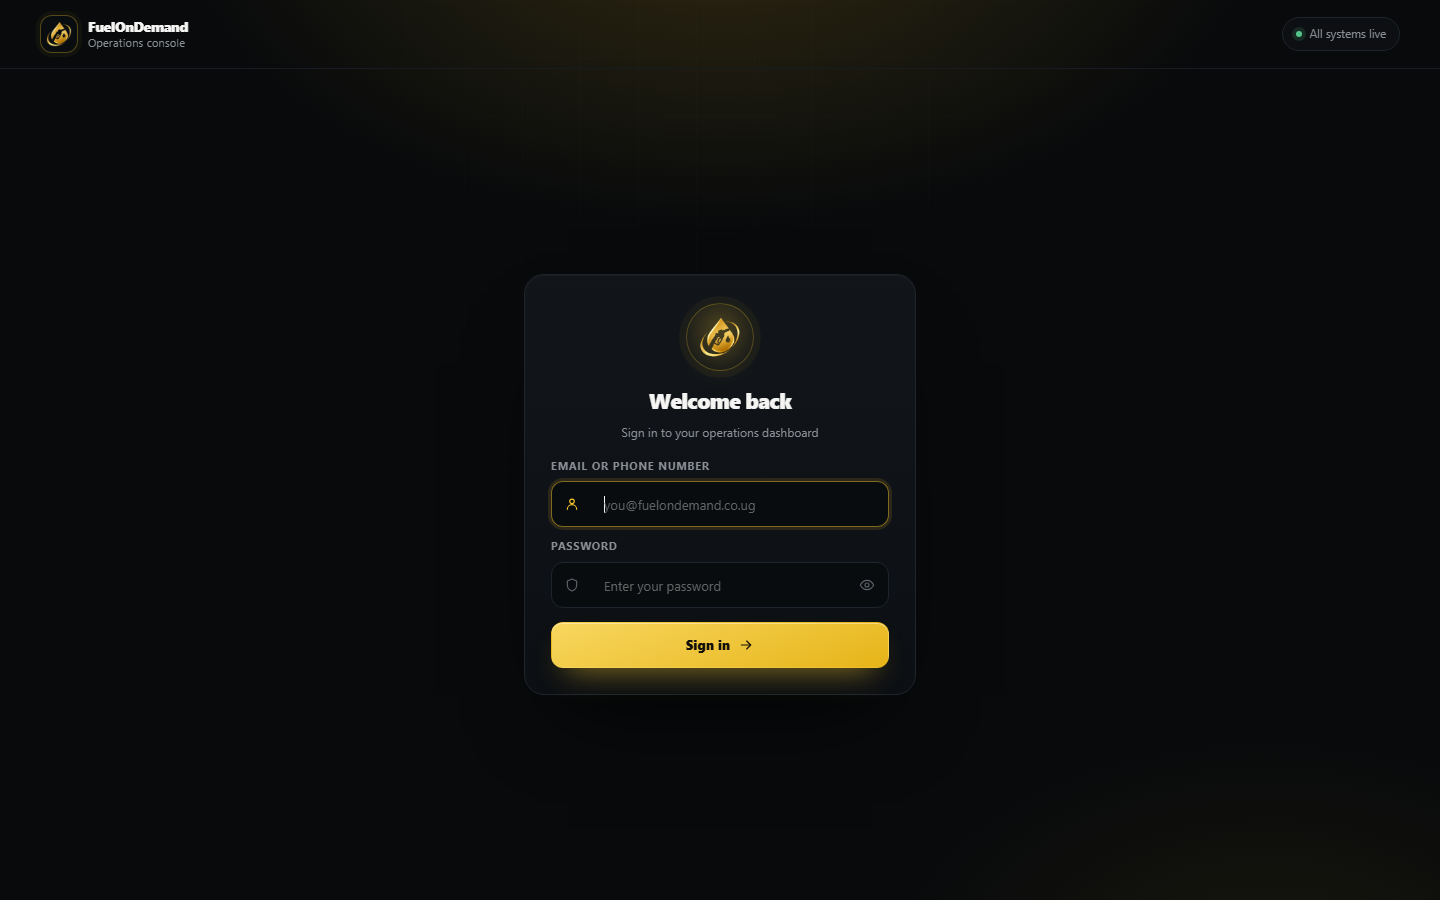 FuelOnDemand
Operations console
All systems live
Welcome back
Sign in to your operations dashboard
EMAIL OR PHONE NUMBER
you@fuelondemand.co.ug
PASSWORD
Enter your password
Sign in →